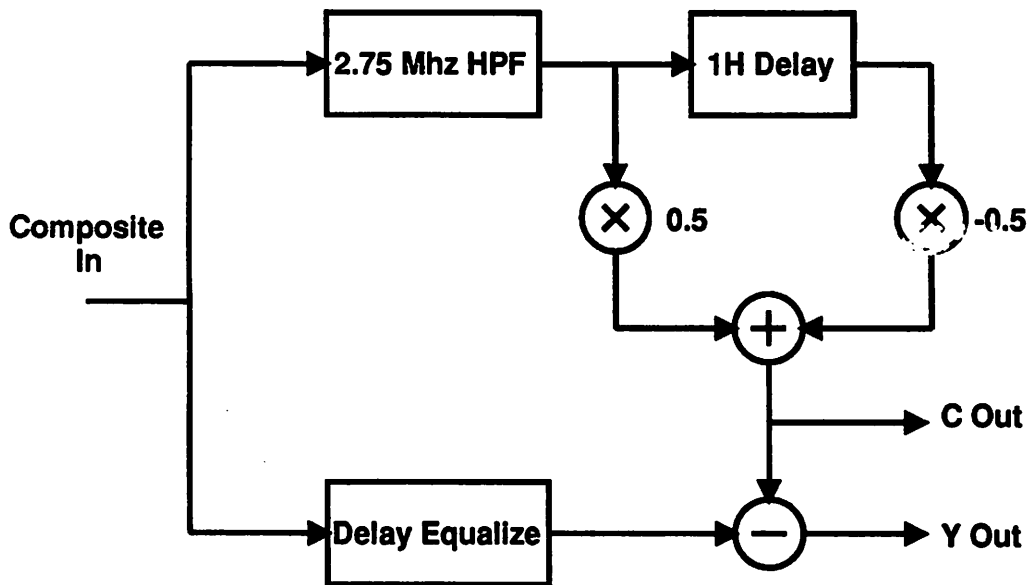 2.75 Mhz HPF
1H Delay
Composite
In
0.5
-0.5
C Out
Delay Equalize
Y Out